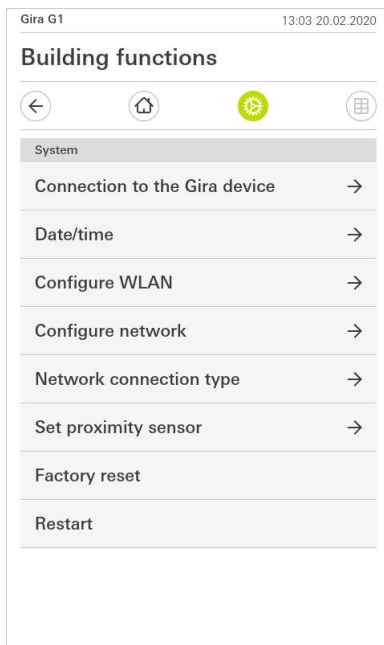 Gira G1 13:03 20.02.2020
Building functions
System
Connection to the Gira device
Date/time
Configure WLAN
Configure network
Network connection type
Set proximity sensor
Factory reset
Restart